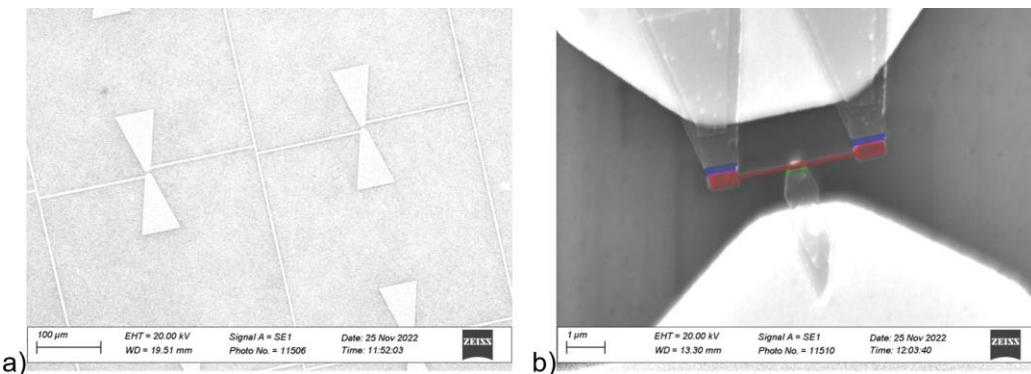 100 µm
EHT = 20.00 kV
Signal A = SE1
Date: 25 Nov 2022
WD = 19.51 mm
Photo No. = 11506
Time: 11:52:03
ZEISS
a)
1 µm
EHT = 20.00 kV
Signal A = SE1
Date: 25 Nov 2022
WD = 13.30 mm
Photo No. = 11510
Time: 12:03:40
ZEISS
b)